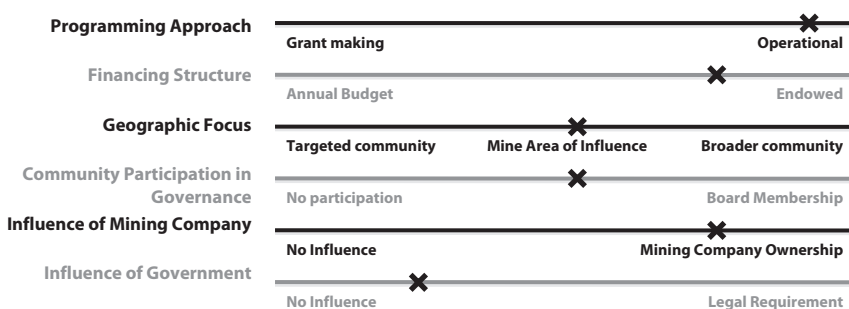 Programming Approach
Grant making Operational
Financing Structure
Annual Budget Endowed
Geographic Focus
Targeted community Mine Area of Influence Broader community
Community Participation in
Governance
No participation Board Membership
Influence of Mining Company
No Influence Mining Company Ownership
Influence of Government
No Influence Legal Requirement